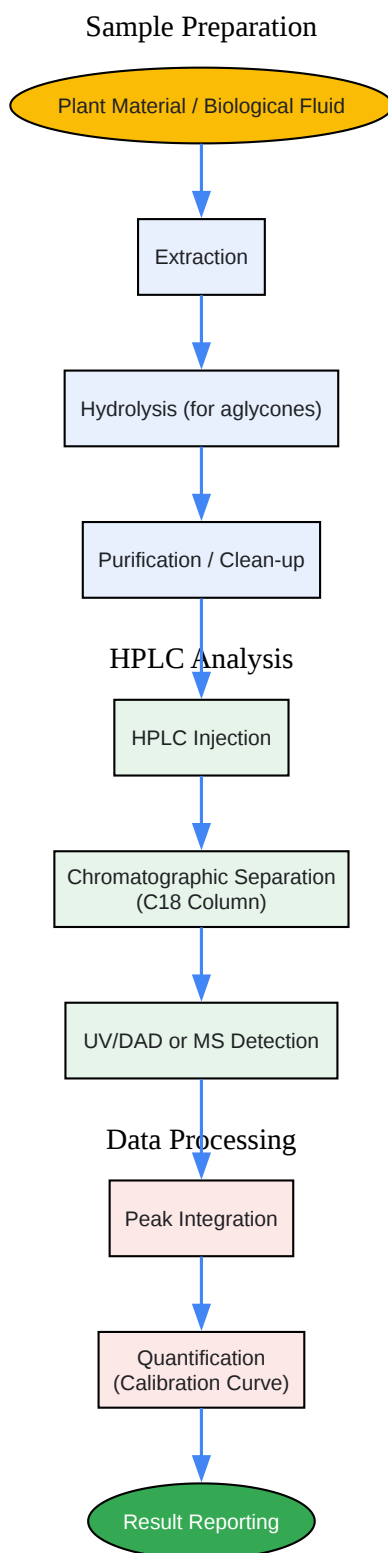 Sample Preparation
Plant Material / Biological Fluid
Extraction
Hydrolysis (for aglycones)
Purification / Clean-up
HPLC Analysis
HPLC Injection
Chromatographic Separation
(C18 Column)
UV/DAD or MS Detection
Data Processing
Peak Integration
Quantification
(Calibration Curve)
Result Reporting